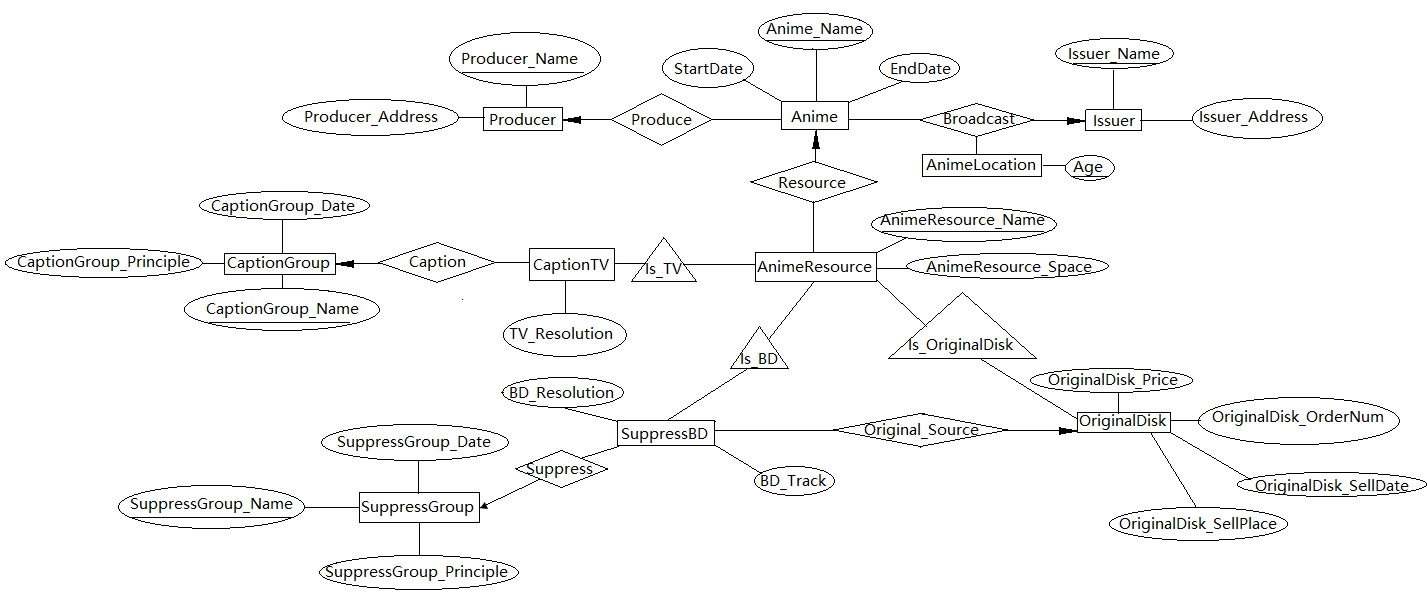 Anime_Name
Producer_Name
Issuer_Name
StartDate
EndDate
Producer_Address
Producer
Produce
Anime
Broadcast
Issuer
Issuer_Address
AnimeLocation
Age
Resource
CaptionGroup_Date
AnimeResource_Name
CaptionGroup_Principle
CaptionGroup
Caption
CaptionTV
Is_TV
AnimeResource
AnimeResource_Space
CaptionGroup_Name
TV_Resolution
Is_BD
Is_OriginalDisk
OriginalDisk_Price
BD_Resolution
OriginalDisk_OrderNum
SuppressBD
Original_Source
OriginalDisk
SuppressGroup_Date
Suppress
BD_Track
OriginalDisk_SellDate
SuppressGroup_Name
SuppressGroup
OriginalDisk_SellPlace
SuppressGroup_Principle